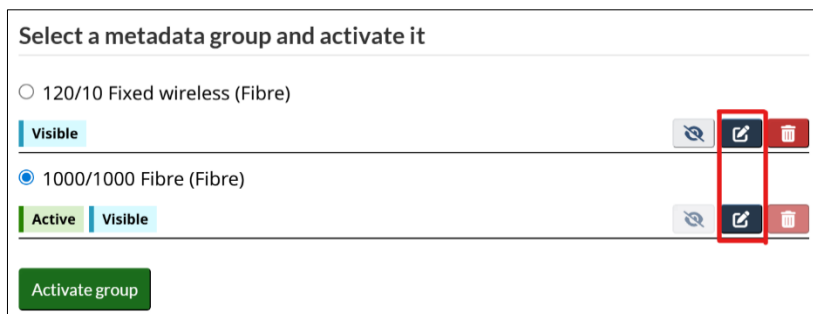 Select a metadata group and activate it
120/10 Fixed wireless (Fibre)
Visible
1000/1000 Fibre (Fibre)
Active Visible
Activate group